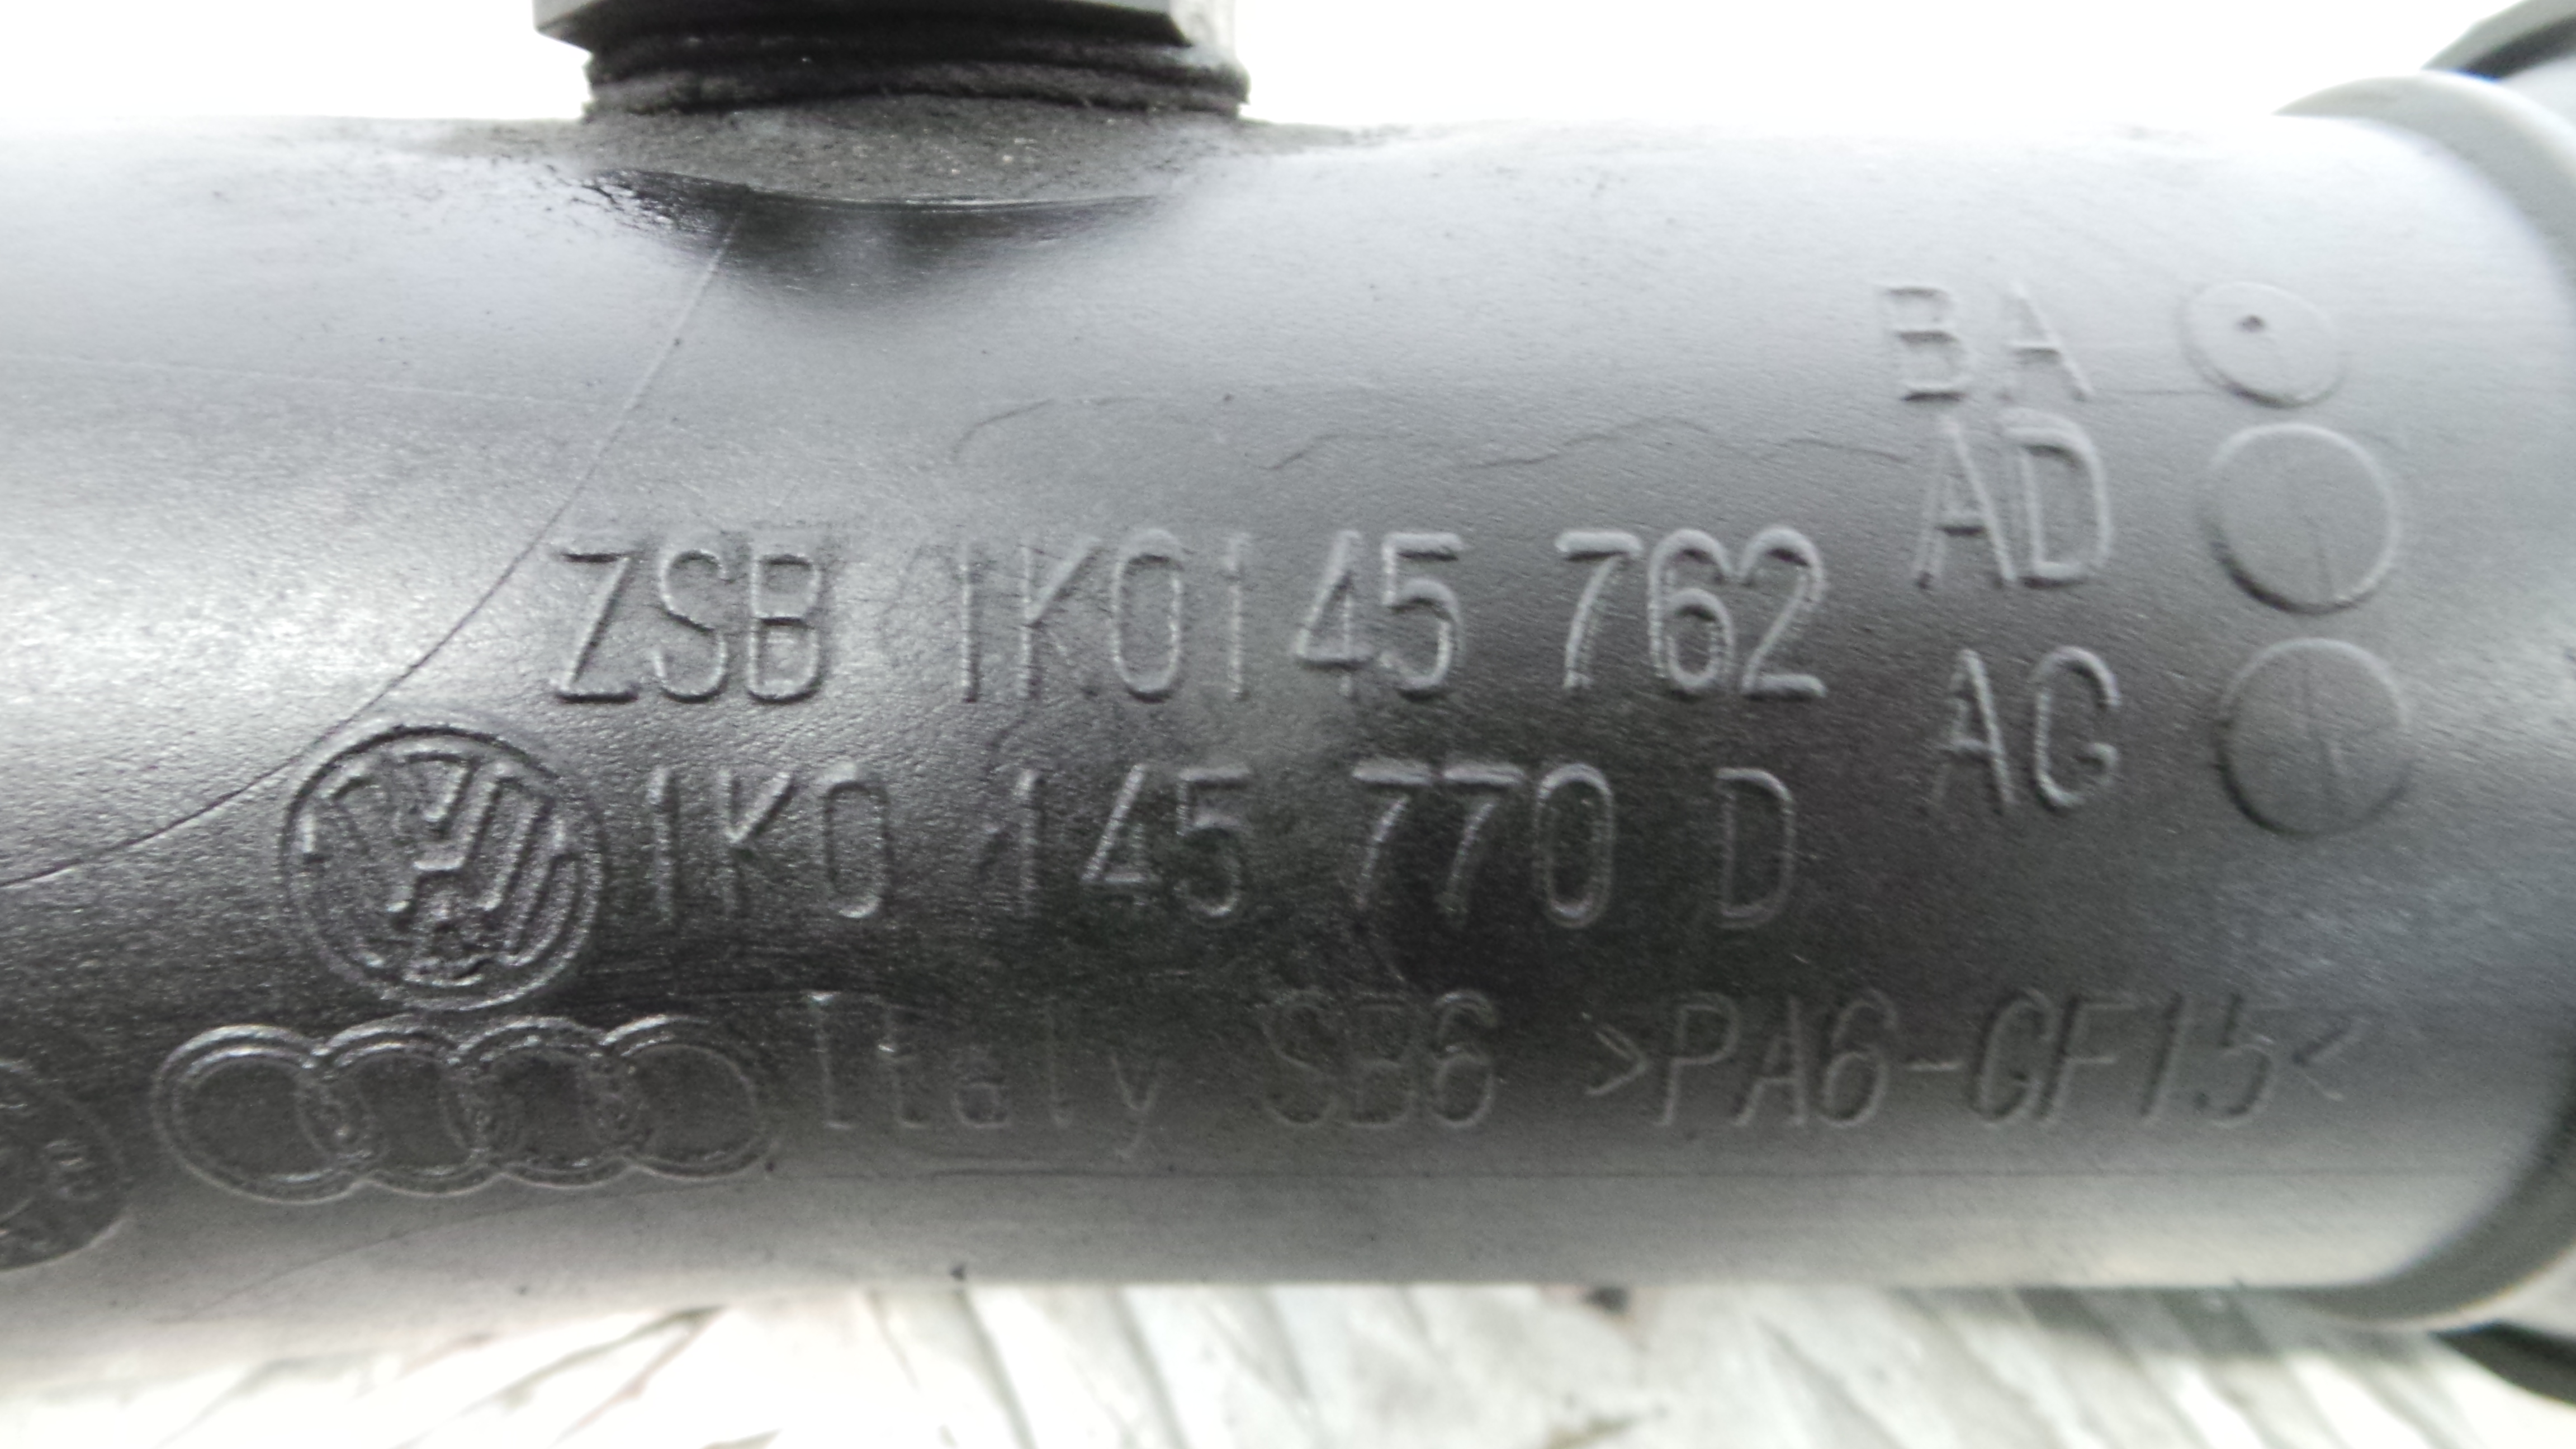 BA
AD
ZSB 1K0145 762
AG
1K0 145 770 D
Italy SB6 >PA6-GF15<